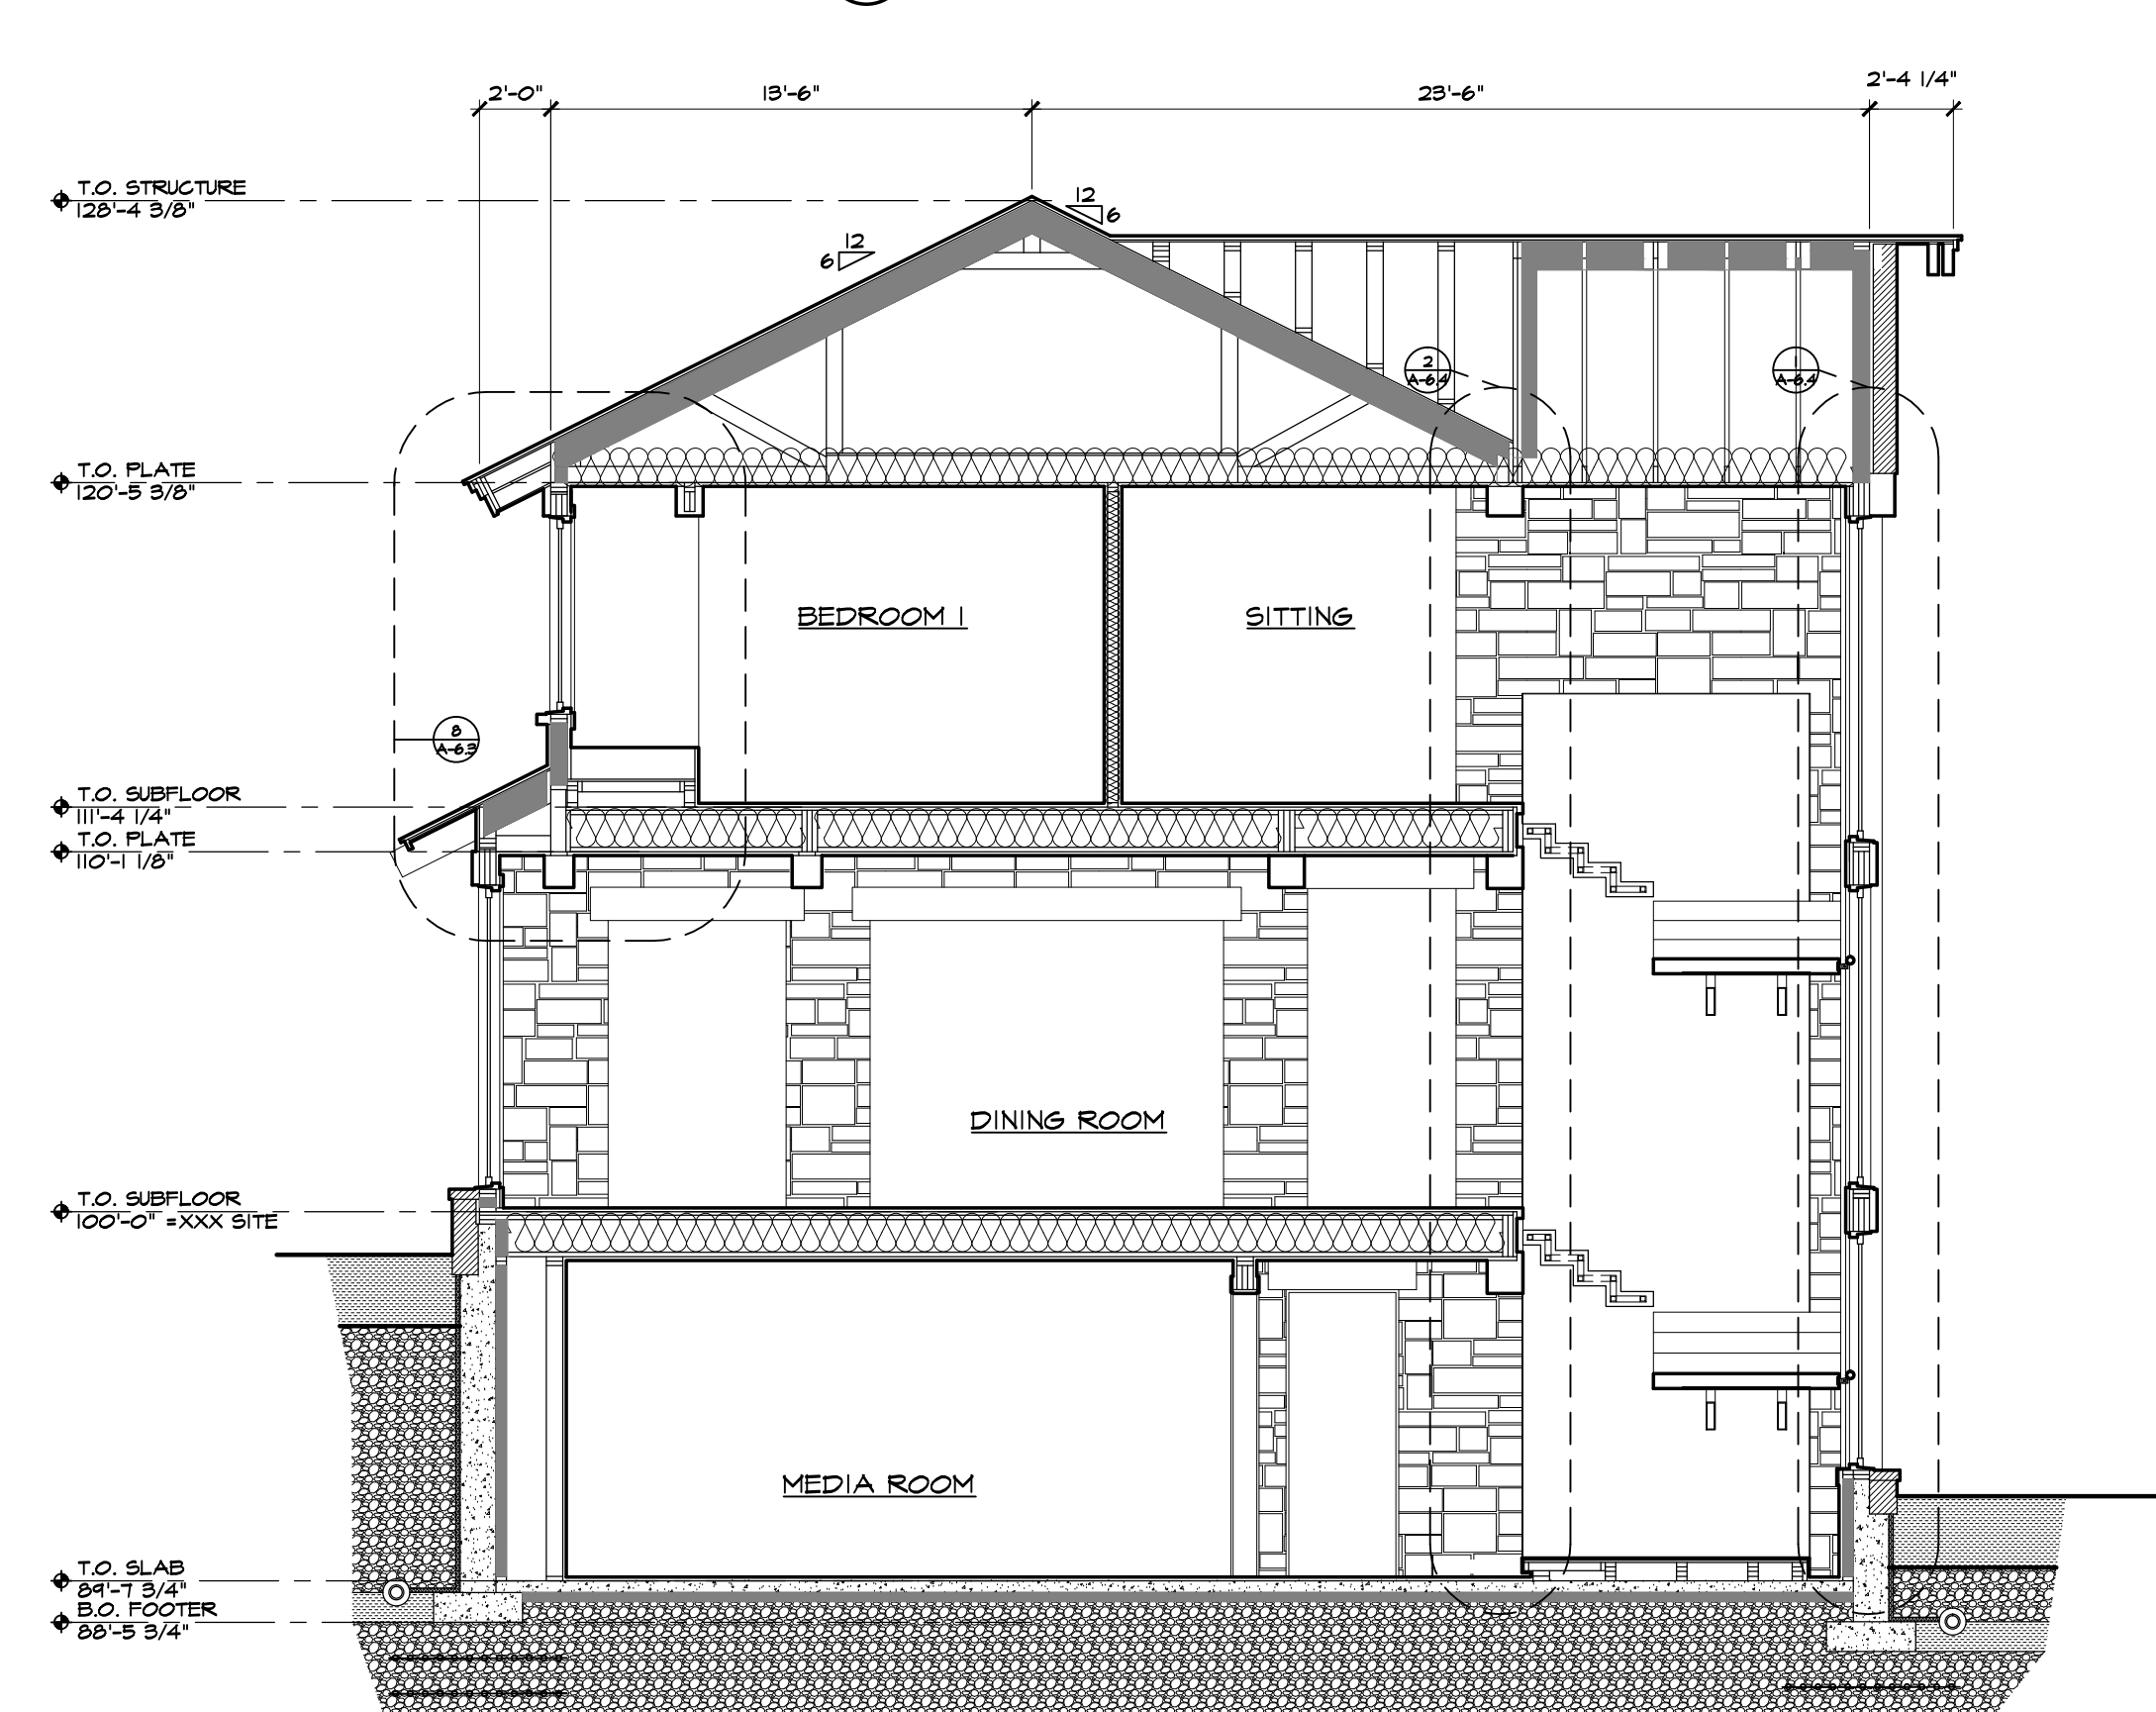 2'-0"
13'-6"
23'-6"
2'-4 1/4"
T.O. STRUCTURE
128'-4 3/8"
12
6
12
6
2
A-6.4
1
A-6.4
T.O. PLATE
120'-5 3/8"
BEDROOM 1
SITTING
8
A-6.3
T.O. SUBFLOOR
111'-4 1/4"
T.O. PLATE
110'-1 1/8"
DINING ROOM
T.O. SUBFLOOR
100'-0" =XXX SITE
MEDIA ROOM
T.O. SLAB
89'-7 3/4"
B.O. FOOTER
88'-5 3/4"